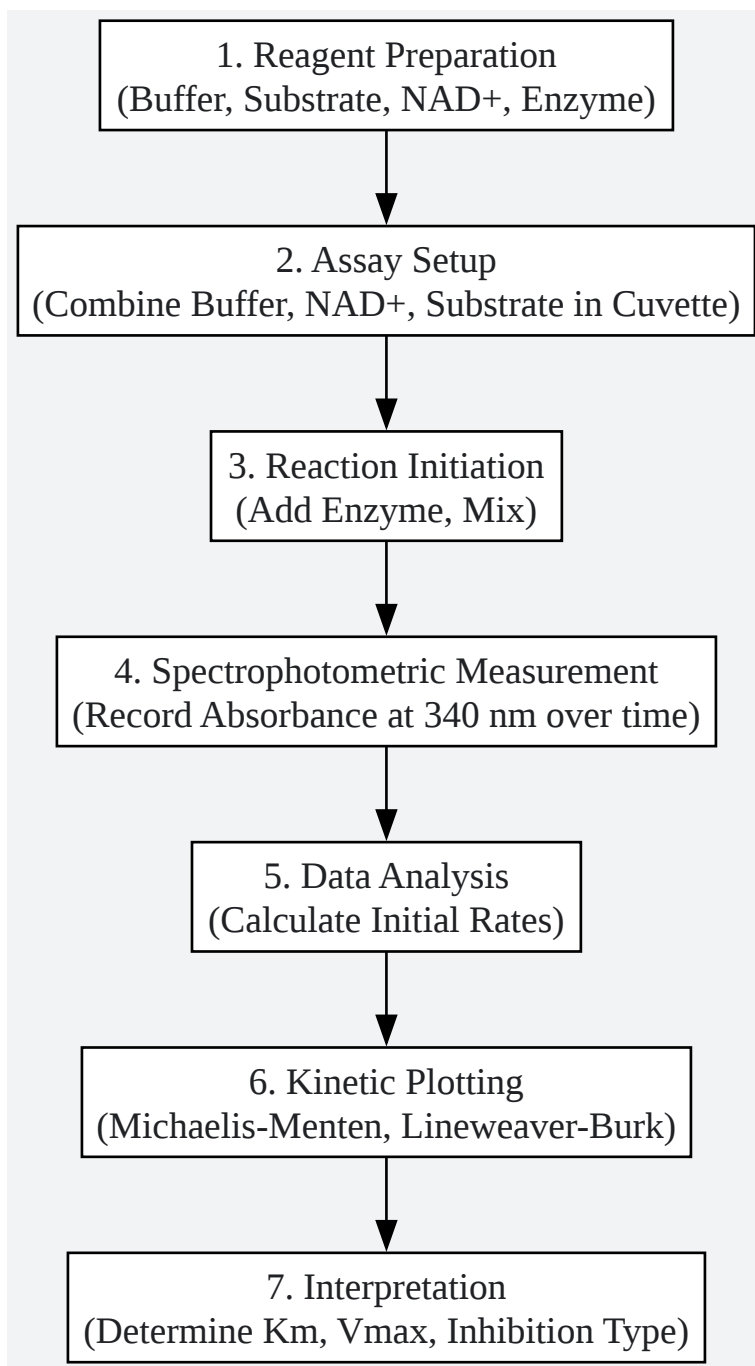 1. Reagent Preparation
(Buffer, Substrate, NAD+, Enzyme)
2. Assay Setup
(Combine Buffer, NAD+, Substrate in Cuvette)
3. Reaction Initiation
(Add Enzyme, Mix)
4. Spectrophotometric Measurement
(Record Absorbance at 340 nm over time)
5. Data Analysis
(Calculate Initial Rates)
6. Kinetic Plotting
(Michaelis-Menten, Lineweaver-Burk)
7. Interpretation
(Determine Km, Vmax, Inhibition Type)